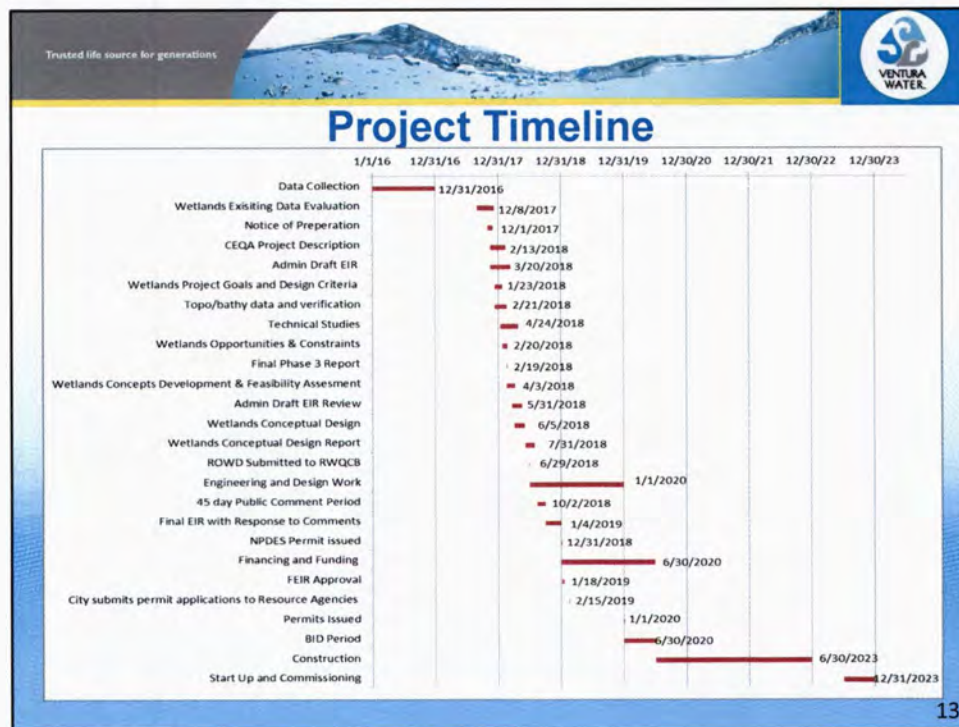 Trusted life source for generations
VENTURA
WATER
Project Timeline
1/1/16 12/31/16 12/31/17 12/31/18 12/31/19 12/30/20 12/30/21 12/30/22 12/30/23
Data Collection 12/31/2016
Wetlands Exisiting Data Evaluation 12/8/2017
Notice of Preperation 12/1/2017
CEQA Project Description 2/13/2018
Admin Draft EIR 3/20/2018
Wetlands Project Goals and Design Criteria 1/23/2018
Topo/bathy data and verification 2/21/2018
Technical Studies 4/24/2018
Wetlands Opportunities & Constraints 2/20/2018
Final Phase 3 Report 2/19/2018
Wetlands Concepts Development & Feasibility Assesment 4/3/2018
Admin Draft EIR Review 5/31/2018
Wetlands Conceptual Design 6/5/2018
Wetlands Conceptual Design Report 7/31/2018
ROWD Submitted to RWQCB 6/29/2018
Engineering and Design Work 1/1/2020
45 day Public Comment Period 10/2/2018
Final EIR with Response to Comments 1/4/2019
NPDES Permit issued 12/31/2018
Financing and Funding 6/30/2020
FEIR Approval 1/18/2019
City submits permit applications to Resource Agencies 2/15/2019
Permits Issued 1/1/2020
BID Period 6/30/2020
Construction 6/30/2023
Start Up and Commissioning 12/31/2023
13